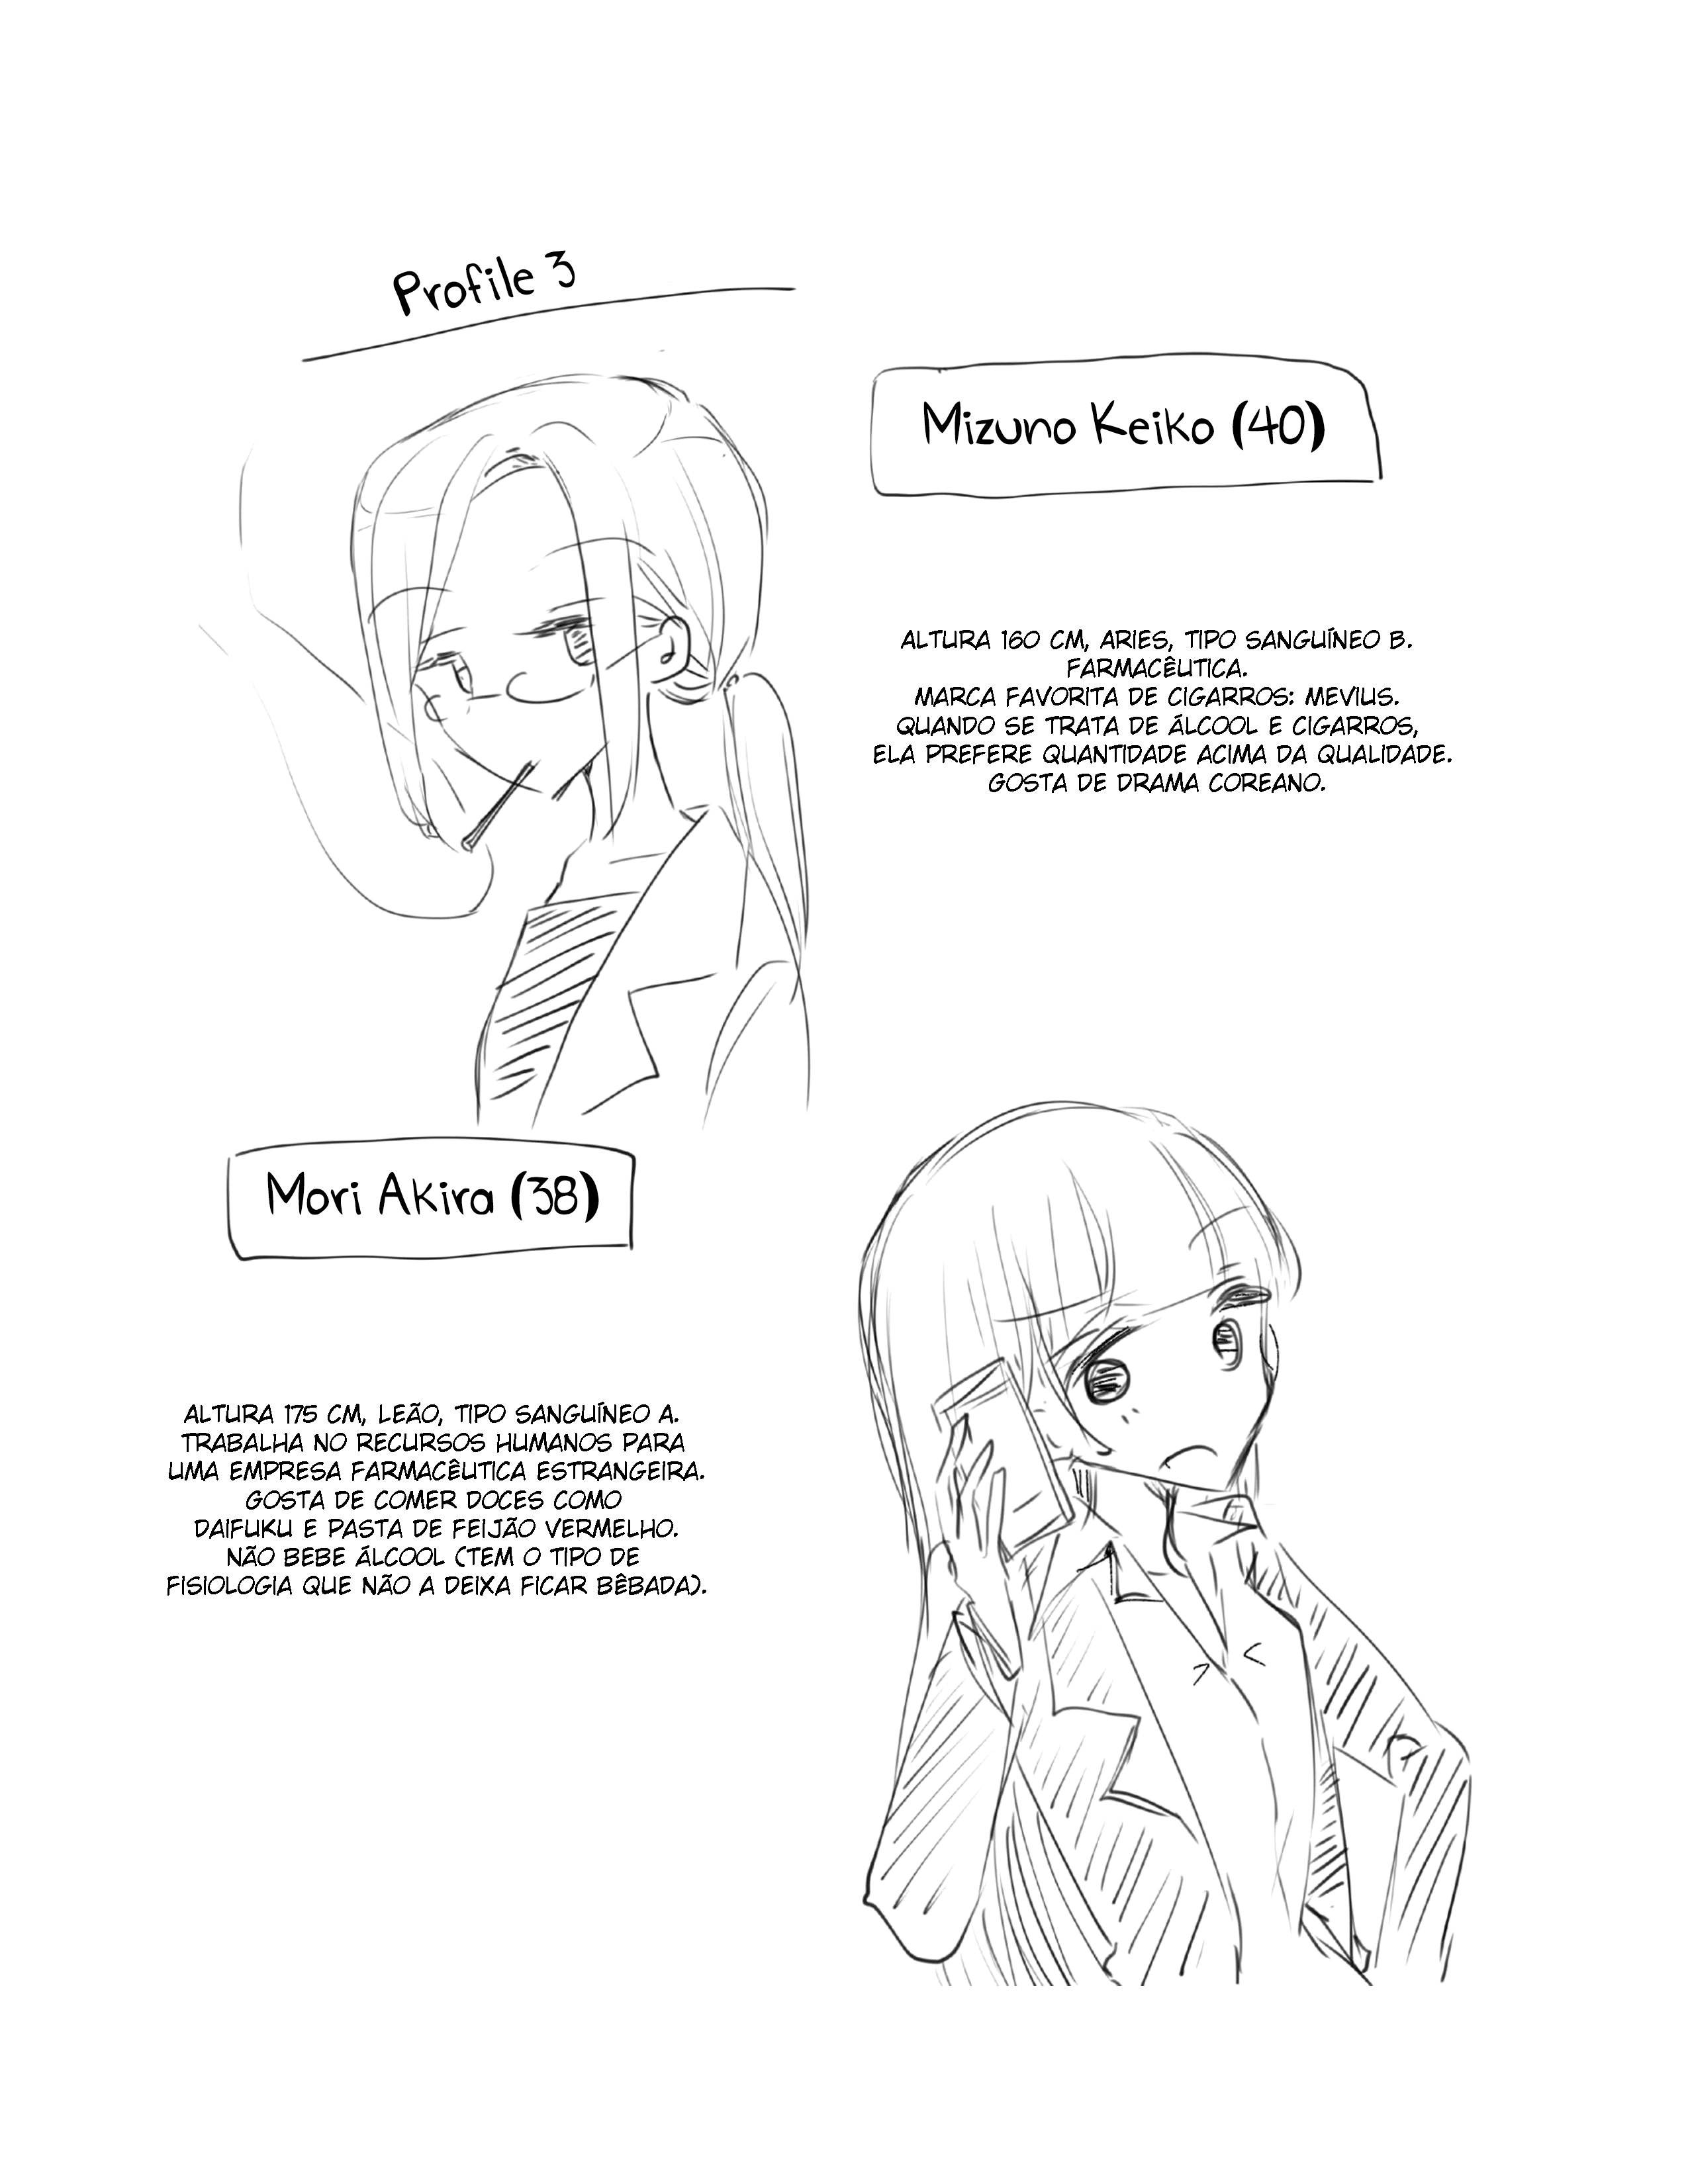 Profile 3
Mizuno Keiko (40)
ALTURA 160 CM, ARIES, TIPO SANGUÍNEO B.
FARMACÊUTICA.
MARCA FAVORITA DE CIGARROS: MEVIUS.
QUANDO SE TRATA DE ÁLCOOL E CIGARROS,
ELA PREFERE QUANTIDADE ACIMA DA QUALIDADE.
GOSTA DE DRAMA COREANO.
Mori Akira (38)
ALTURA 175 CM, LEÃO, TIPO SANGUÍNEO A.
TRABALHA NO RECURSOS HUMANOS PARA
UMA EMPRESA FARMACÊUTICA ESTRANGEIRA.
GOSTA DE COMER DOCES COMO
DAIFUKU E PASTA DE FEIJÃO VERMELHO.
NÃO BEBE ÁLCOOL (TEM O TIPO DE
FISIOLOGIA QUE NÃO A DEIXA FICAR BÊBADA).